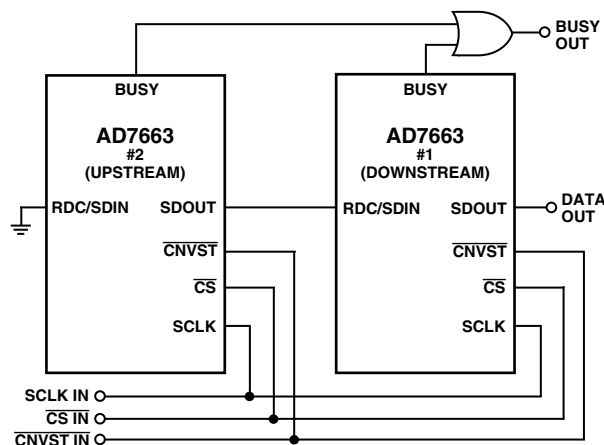 BUSY
OUT
BUSY
BUSY
AD7663
#2
(UPSTREAM)
AD7663
#1
(DOWNSTREAM)
RDC/SDIN
SDOUT
RDC/SDIN
SDOUT
DATA
OUT
CNVST
CNVST
CS
CS
SCLK
SCLK
SCLK IN
CS IN
CNVST IN